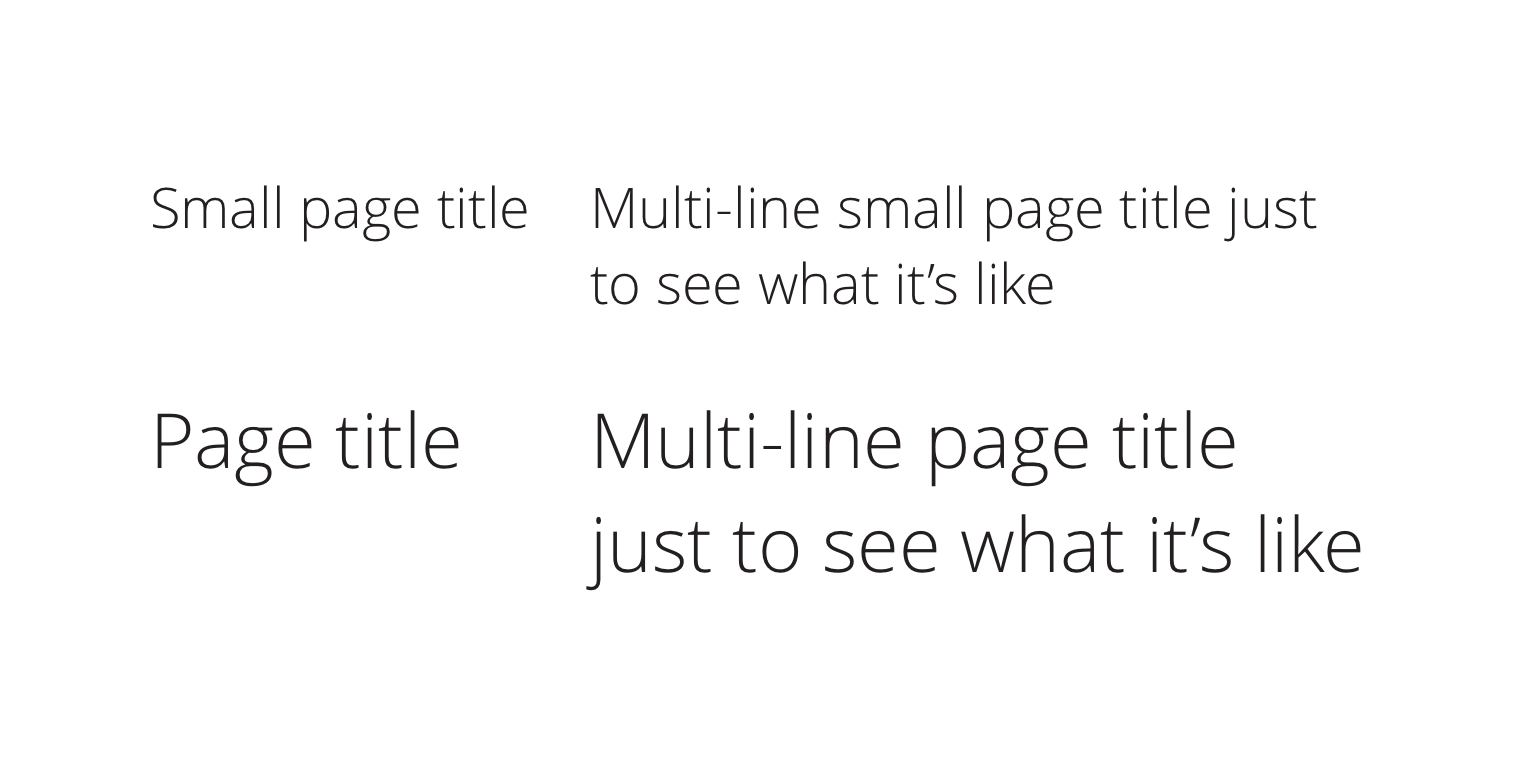 Small page title
Multi-line small page title just
to see what it’s like
Page title
Multi-line page title
just to see what it’s like